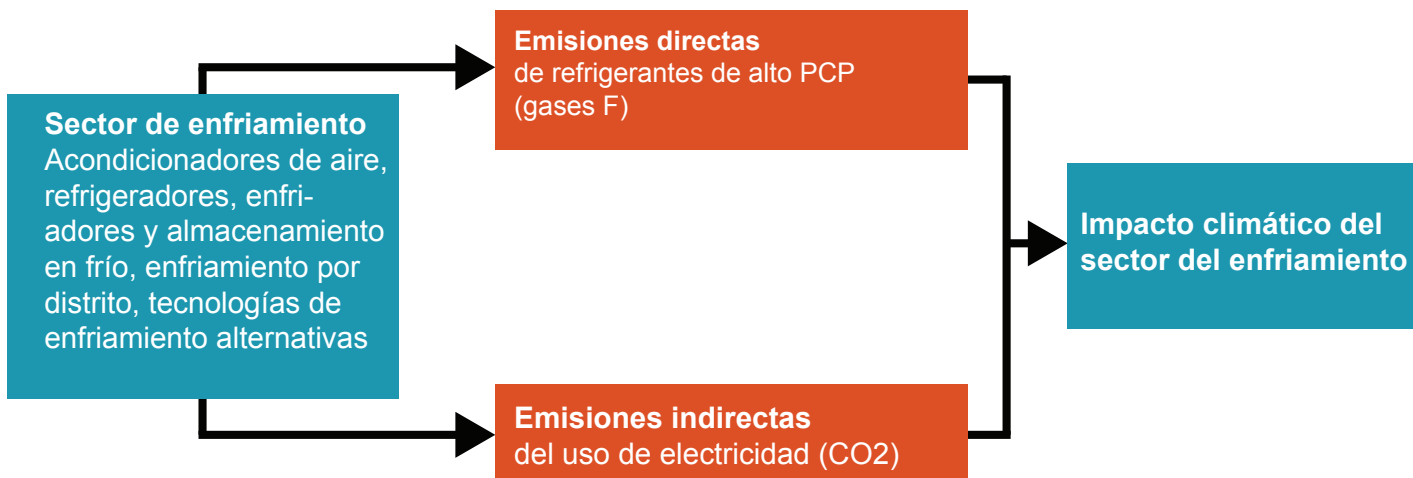 Sector de enfriamiento
Acondicionadores de aire,
refrigeradores, enfri-
adores y almacenamiento
en frío, enfriamiento por
distrito, tecnologías de
enfriamiento alternativas
Emisiones directas
de refrigerantes de alto PCP
(gases F)
Emisiones indirectas
del uso de electricidad (CO2)
Impacto climático del
sector del enfriamiento